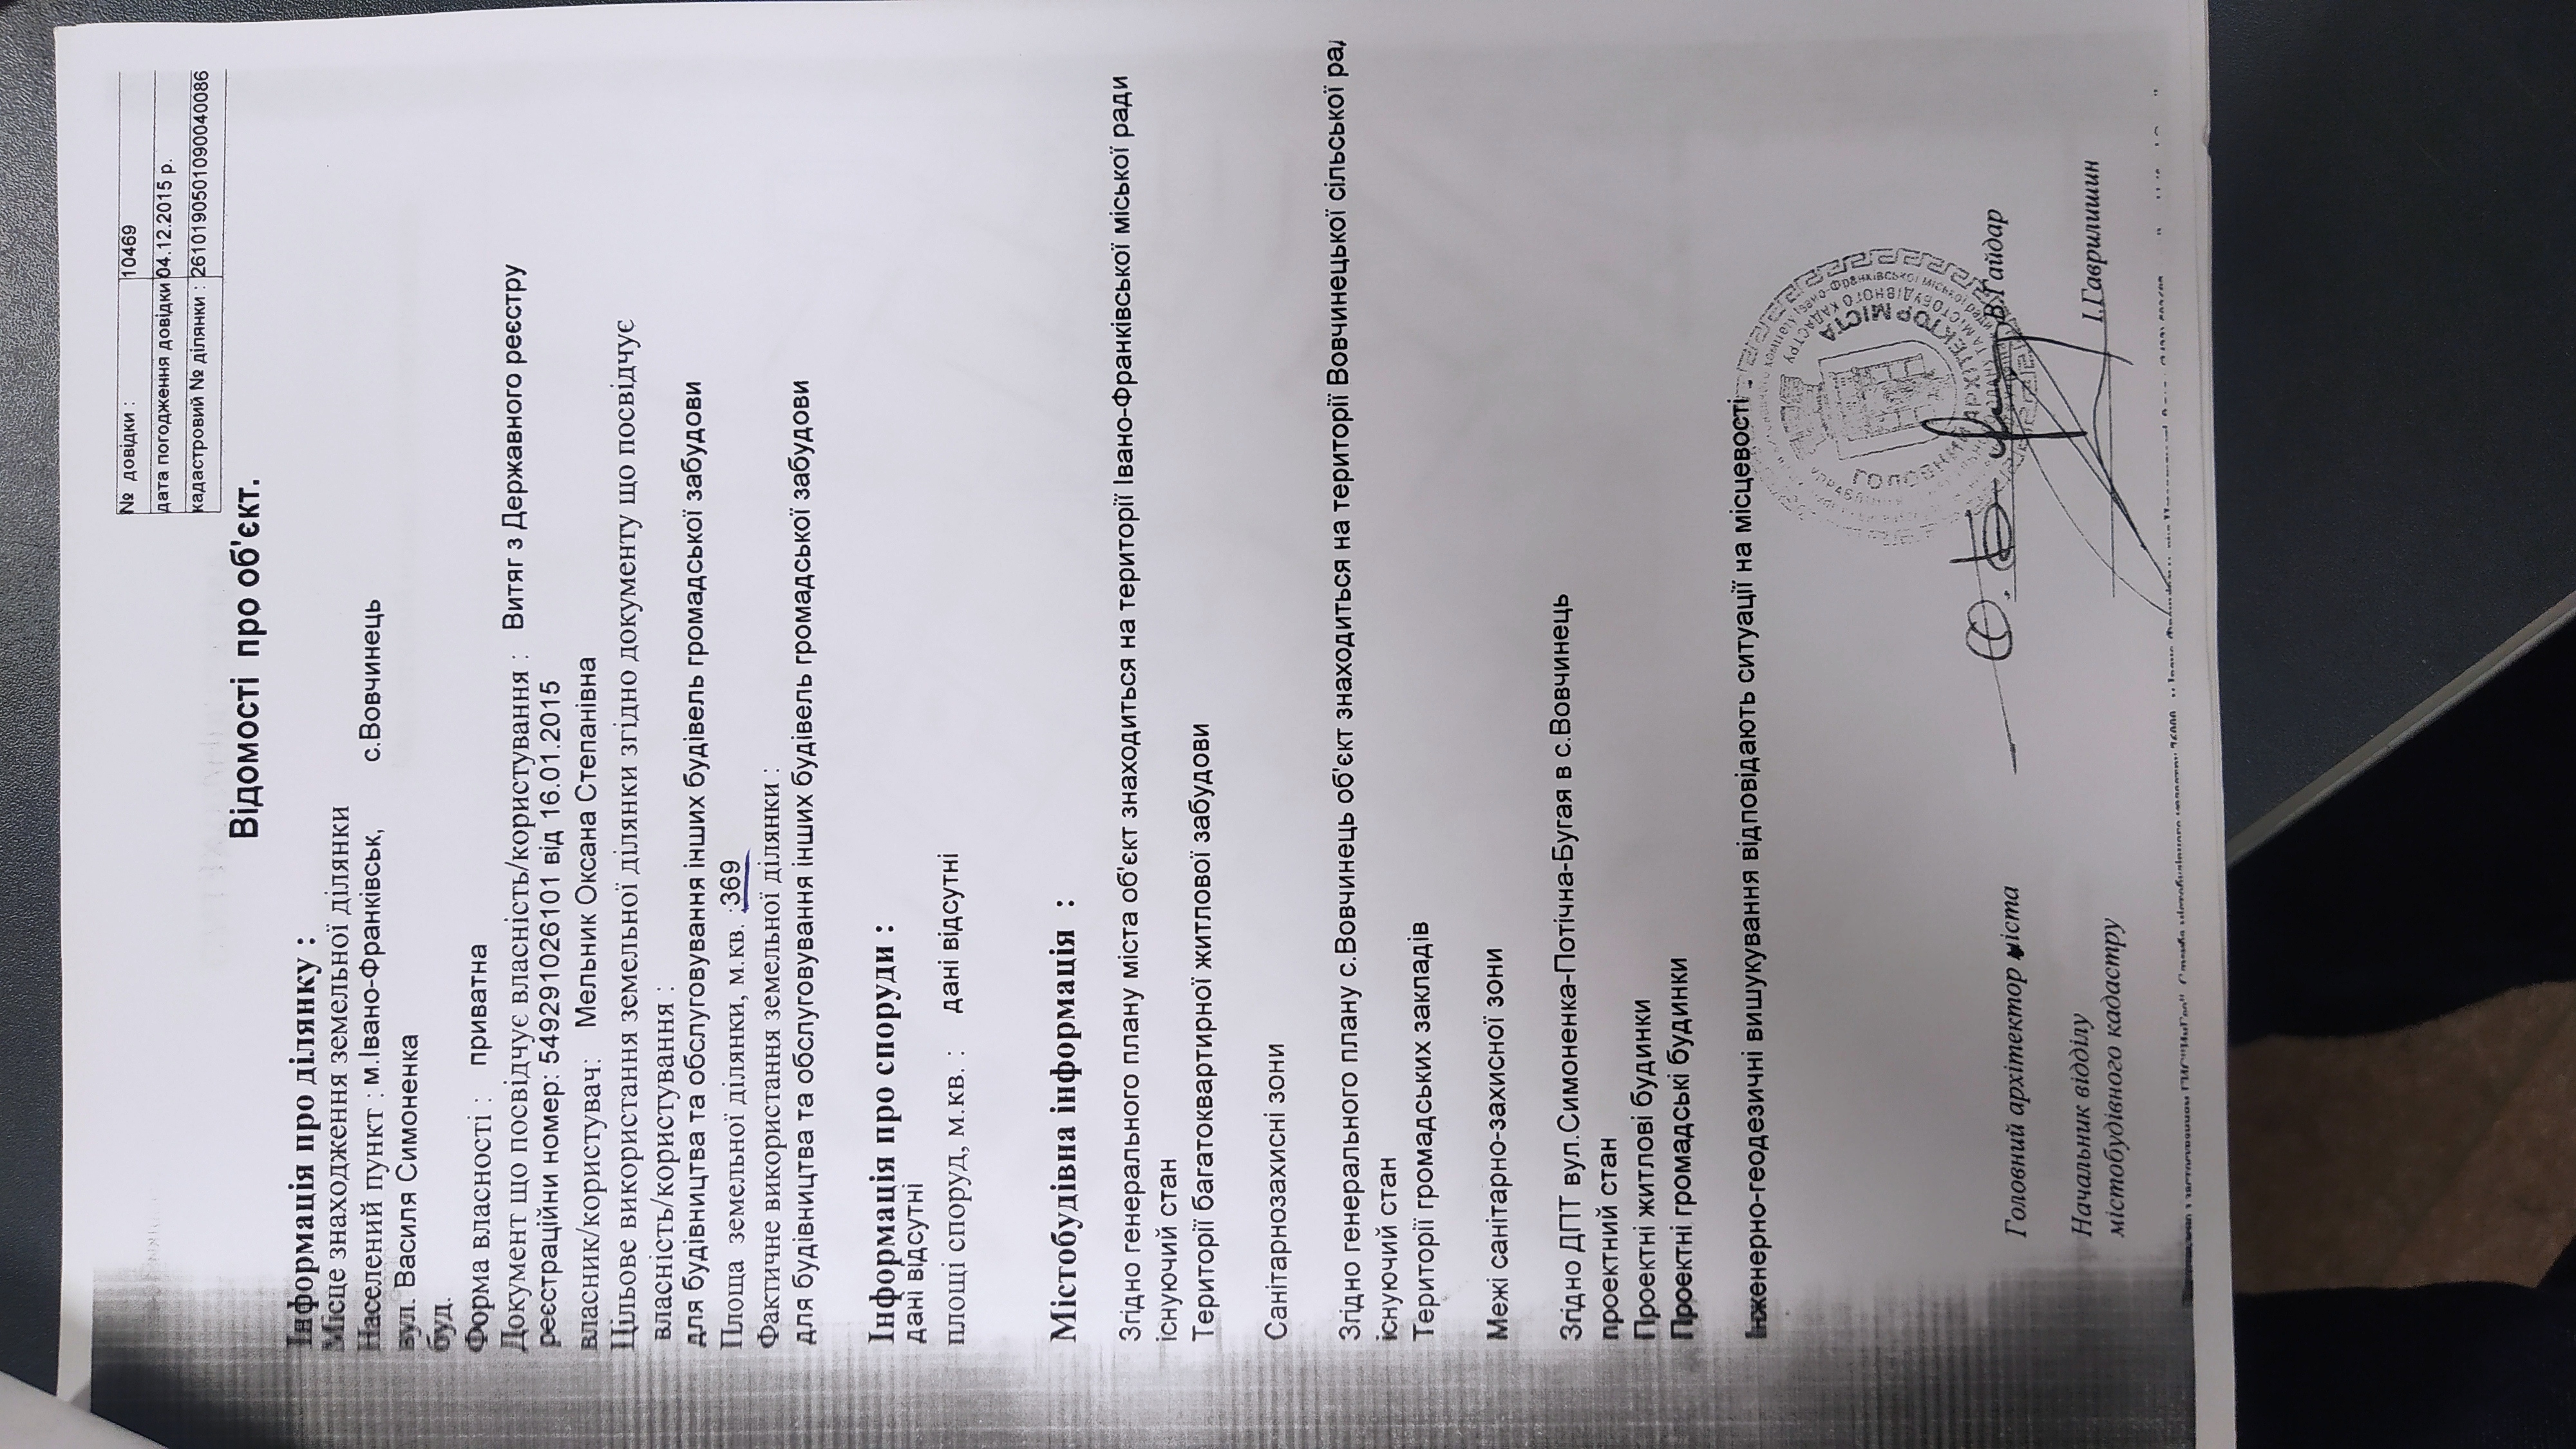 № довідки : 10469
дата погодження довідки 04.12.2015 р.
кадастровий № ділянки : 2610190501090040086
Відомості про об'єкт.
Інформація про ділянку :
Місце знаходження земельної ділянки
Населений пункт : м.Івано-Франківськ, с.Вовчинець
вул. Василя Симоненка
буд.
Форма власності : приватна
Документ що посвідчує власність/користування : Витяг з Державного реєстру
реєстраційни номер: 549291026101 від 16.01.2015
власник/користувач: Мельник Оксана Степанівна
Цільове використання земельної ділянки згідно документу що посвідчує
власність/користування :
для будівництва та обслуговування інших будівель громадської забудови
Площа земельної ділянки, м.кв. :369
Фактичне використання земельної ділянки :
для будівництва та обслуговування інших будівель громадської забудови
Інформація про споруди :
дані відсутні
площі споруд, м.кв. : дані відсутні
Містобудівна інформація :
Згідно генерального плану міста об'єкт знаходиться на території Івано-Франківської міської ради
існуючий стан
Території багатоквартирної житлової забудови
Санітарнозахисні зони
Згідно генерального плану с.Вовчинець об'єкт знаходиться на території Вовчинецької сільської ра
існуючий стан
Території громадських закладів
Межі санітарно-захисної зони
Згідно ДПТ вул.Симоненка-Потічна-Бугая в с.Вовчинець
проектний стан
Проектні житлові будинки
Проектні громадські будинки
Інженерно-геодезичні вишукування відповідають ситуації на місцевості -
ГОЛОВНИЙ АРХІТЕКТОР МІСТА
МІСТОБУДІВНОГО КАДАСТРУ
Головний архітектор міста В.Гайдар
Начальник відділу
містобудівного кадастру І.Гаврилишин